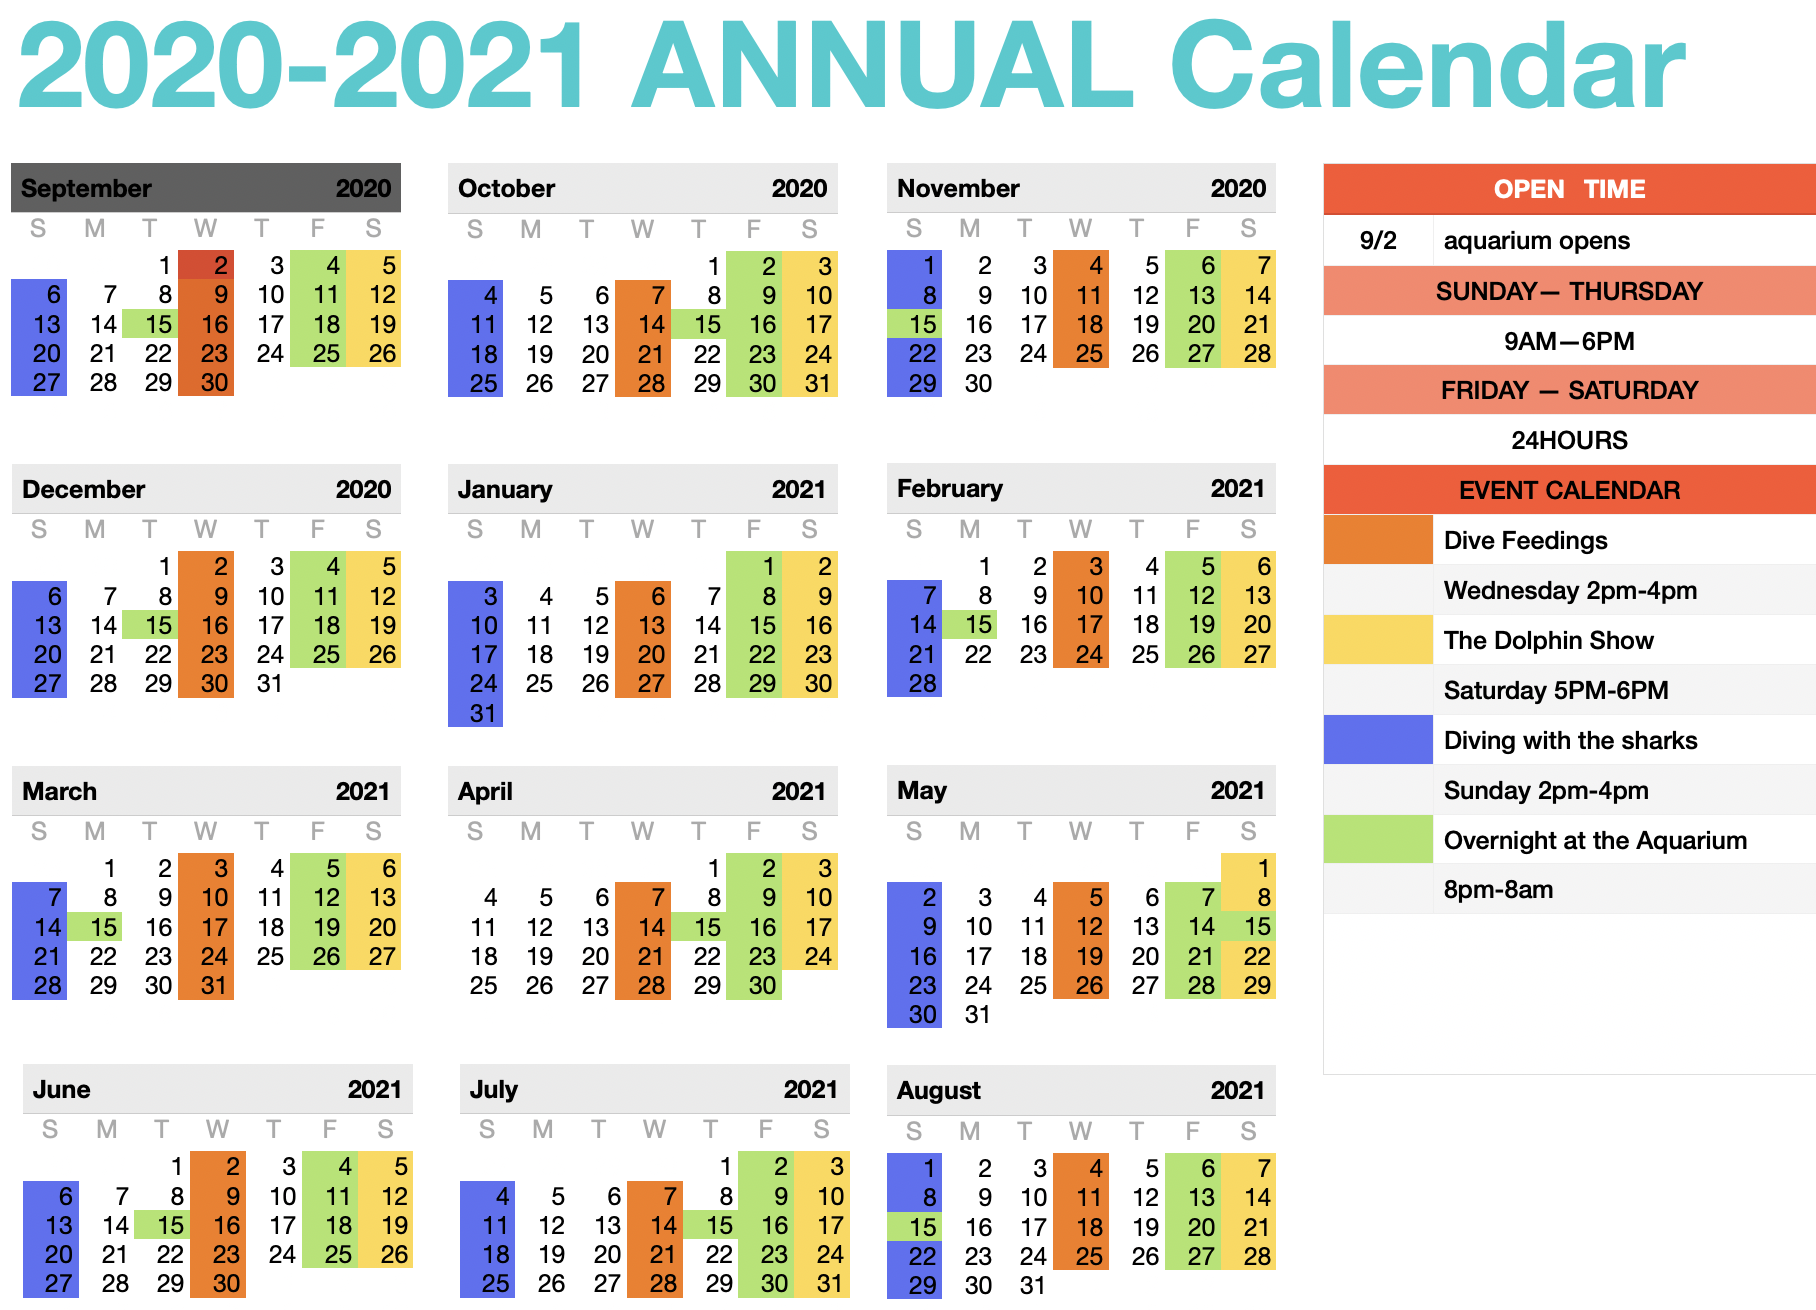 2020-2021 ANNUAL Calendar
September 2020
S M T W T F S
1 2 3 4 5
6 7 8 9 10 11 12
13 14 15 16 17 18 19
20 21 22 23 24 25 26
27 28 29 30
October 2020
S M T W T F S
1 2 3
4 5 6 7 8 9 10
11 12 13 14 15 16 17
18 19 20 21 22 23 24
25 26 27 28 29 30 31
November 2020
S M T W T F S
1 2 3 4 5 6 7
8 9 10 11 12 13 14
15 16 17 18 19 20 21
22 23 24 25 26 27 28
29 30
December 2020
S M T W T F S
1 2 3 4 5
6 7 8 9 10 11 12
13 14 15 16 17 18 19
20 21 22 23 24 25 26
27 28 29 30 31
January 2021
S M T W T F S
1 2
3 4 5 6 7 8 9
10 11 12 13 14 15 16
17 18 19 20 21 22 23
24 25 26 27 28 29 30
31
February 2021
S M T W T F S
1 2 3 4 5 6
7 8 9 10 11 12 13
14 15 16 17 18 19 20
21 22 23 24 25 26 27
28
March 2021
S M T W T F S
1 2 3 4 5 6
7 8 9 10 11 12 13
14 15 16 17 18 19 20
21 22 23 24 25 26 27
28 29 30 31
April 2021
S M T W T F S
1 2 3
4 5 6 7 8 9 10
11 12 13 14 15 16 17
18 19 20 21 22 23 24
25 26 27 28 29 30
May 2021
S M T W T F S
1
2 3 4 5 6 7 8
9 10 11 12 13 14 15
16 17 18 19 20 21 22
23 24 25 26 27 28 29
30 31
June 2021
S M T W T F S
1 2 3 4 5
6 7 8 9 10 11 12
13 14 15 16 17 18 19
20 21 22 23 24 25 26
27 28 29 30
July 2021
S M T W T F S
1 2 3
4 5 6 7 8 9 10
11 12 13 14 15 16 17
18 19 20 21 22 23 24
25 26 27 28 29 30 31
August 2021
S M T W T F S
1 2 3 4 5 6 7
8 9 10 11 12 13 14
15 16 17 18 19 20 21
22 23 24 25 26 27 28
29 30 31
OPEN TIME
9/2 aquarium opens
SUNDAY— THURSDAY
9AM—6PM
FRIDAY — SATURDAY
24HOURS
EVENT CALENDAR
Dive Feedings
Wednesday 2pm-4pm
The Dolphin Show
Saturday 5PM-6PM
Diving with the sharks
Sunday 2pm-4pm
Overnight at the Aquarium
8pm-8am